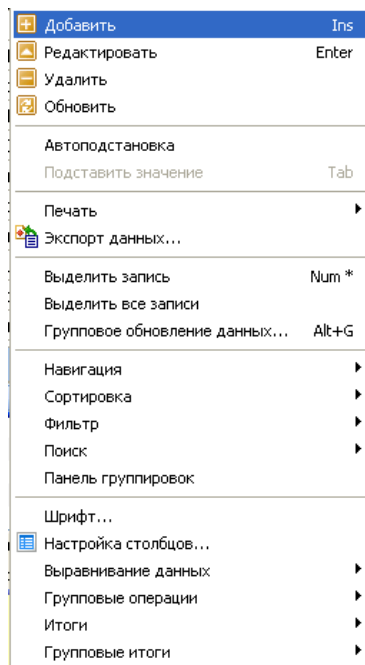 Добавить Ins
Редактировать Enter
Удалить
Обновить
Автоподстановка
Подставить значение Tab
Печать
Экспорт данных...
Выделить запись Num *
Выделить все записи
Групповое обновление данных... Alt+G
Навигация
Сортировка
Фильтр
Поиск
Панель группировок
Шрифт...
Настройка столбцов...
Выравнивание данных
Групповые операции
Итоги
Групповые итоги